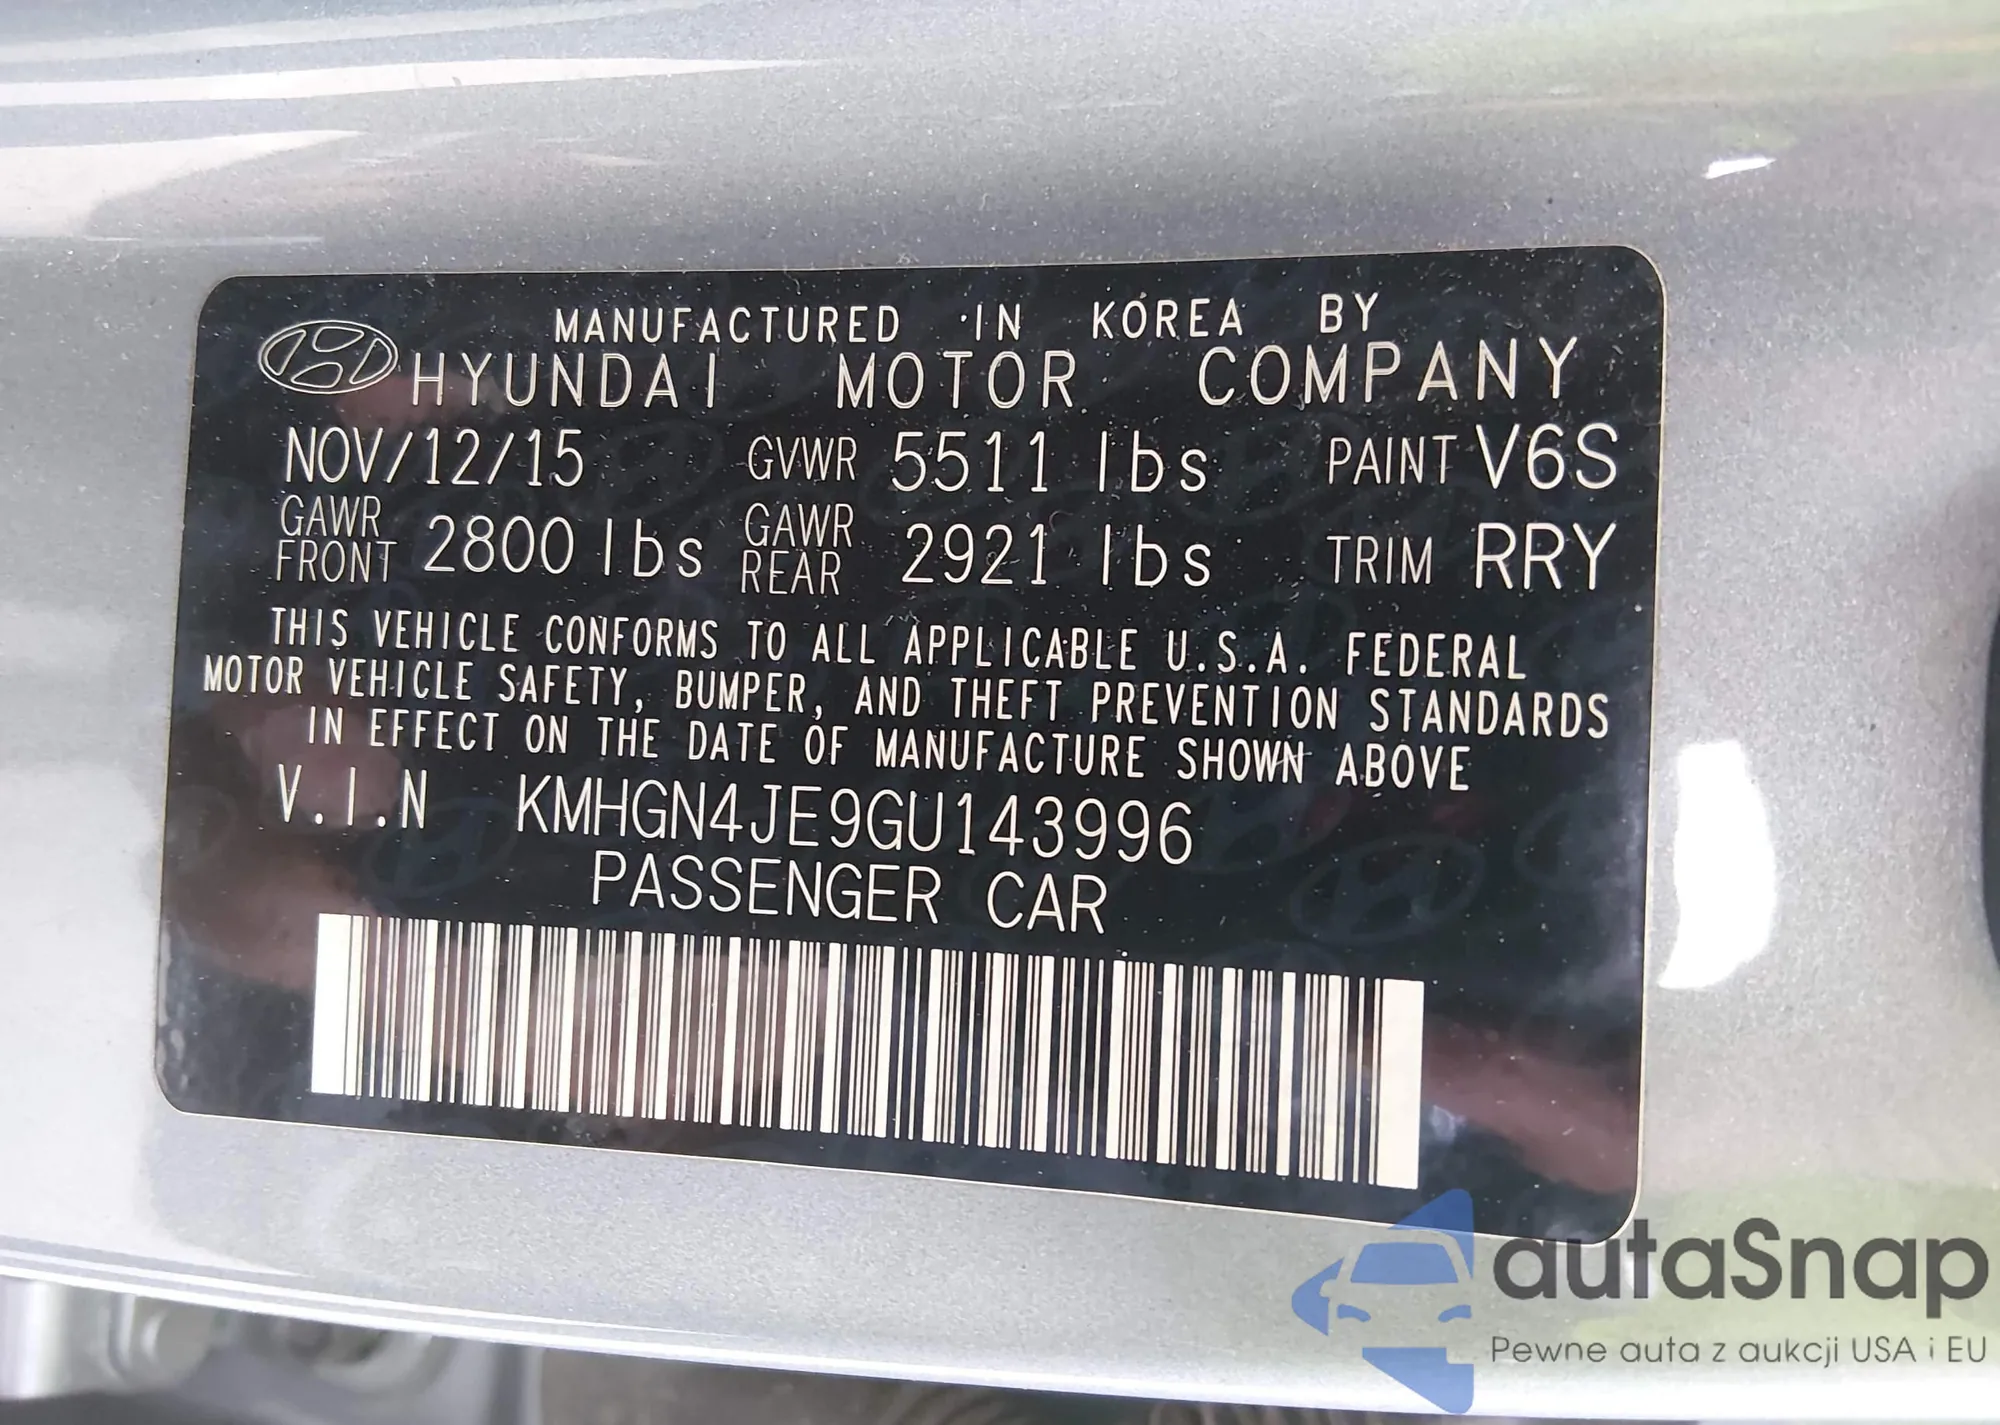 MANUFACTURED IN KOREA BY
HYUNDAI MOTOR COMPANY
NOV/12/15 GVWR 5511 lbs PAINT V6S
GAWR FRONT 2800 lbs GAWR REAR 2921 lbs TRIM RRY
THIS VEHICLE CONFORMS TO ALL APPLICABLE U.S.A. FEDERAL
MOTOR VEHICLE SAFETY, BUMPER, AND THEFT PREVENTION STANDARDS
IN EFFECT ON THE DATE OF MANUFACTURE SHOWN ABOVE
V.I.N KMHGN4JE9GU143996
PASSENGER CAR
autaSnap
Pewne auta z aukcji USA i EU